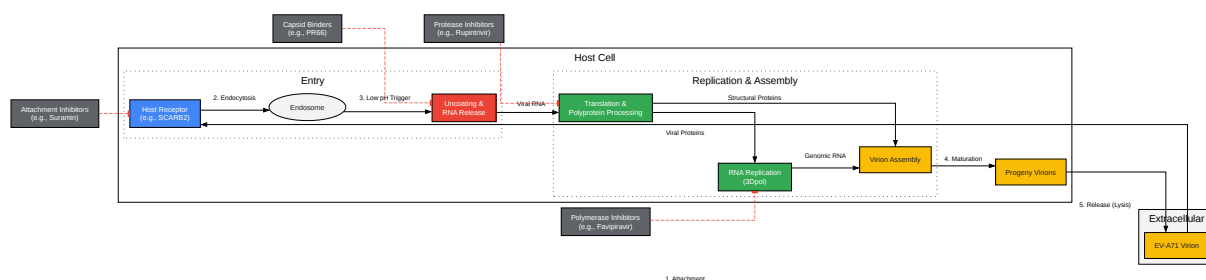 Capsid Binders
(e.g., PR66)
Protease Inhibitors
(e.g., Rupintrivir)
Host Cell
Entry
Replication & Assembly
Attachment Inhibitors
(e.g., Suramin)
Host Receptor
(e.g., SCARB2)
2. Endocytosis
Endosome
3. Low pH Trigger
Uncoating &
RNA Release
Viral RNA
Translation &
Polyprotein Processing
Structural Proteins
Viral Proteins
Genomic RNA
RNA Replication
(3Dpol)
Virion Assembly
4. Maturation
Progeny Virions
Polymerase Inhibitors
(e.g., Favipiravir)
5. Release (Lysis)
Extracellular
EV-A71 Virion
1. Attachment